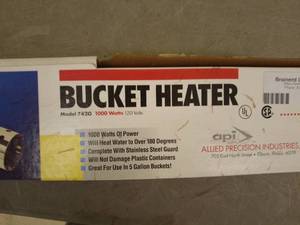 BUCKET HEATER
Model 742G 1000 Watts 120 Volts
1000 Watts Of Power
Will Heat Water to Over 180 Degrees
Complete With Stainless Steel Guard
Will Not Damage Plastic Containers
Great For Use In 5 Gallon Buckets!
UL
api
ALLIED PRECISION INDUSTRIES,